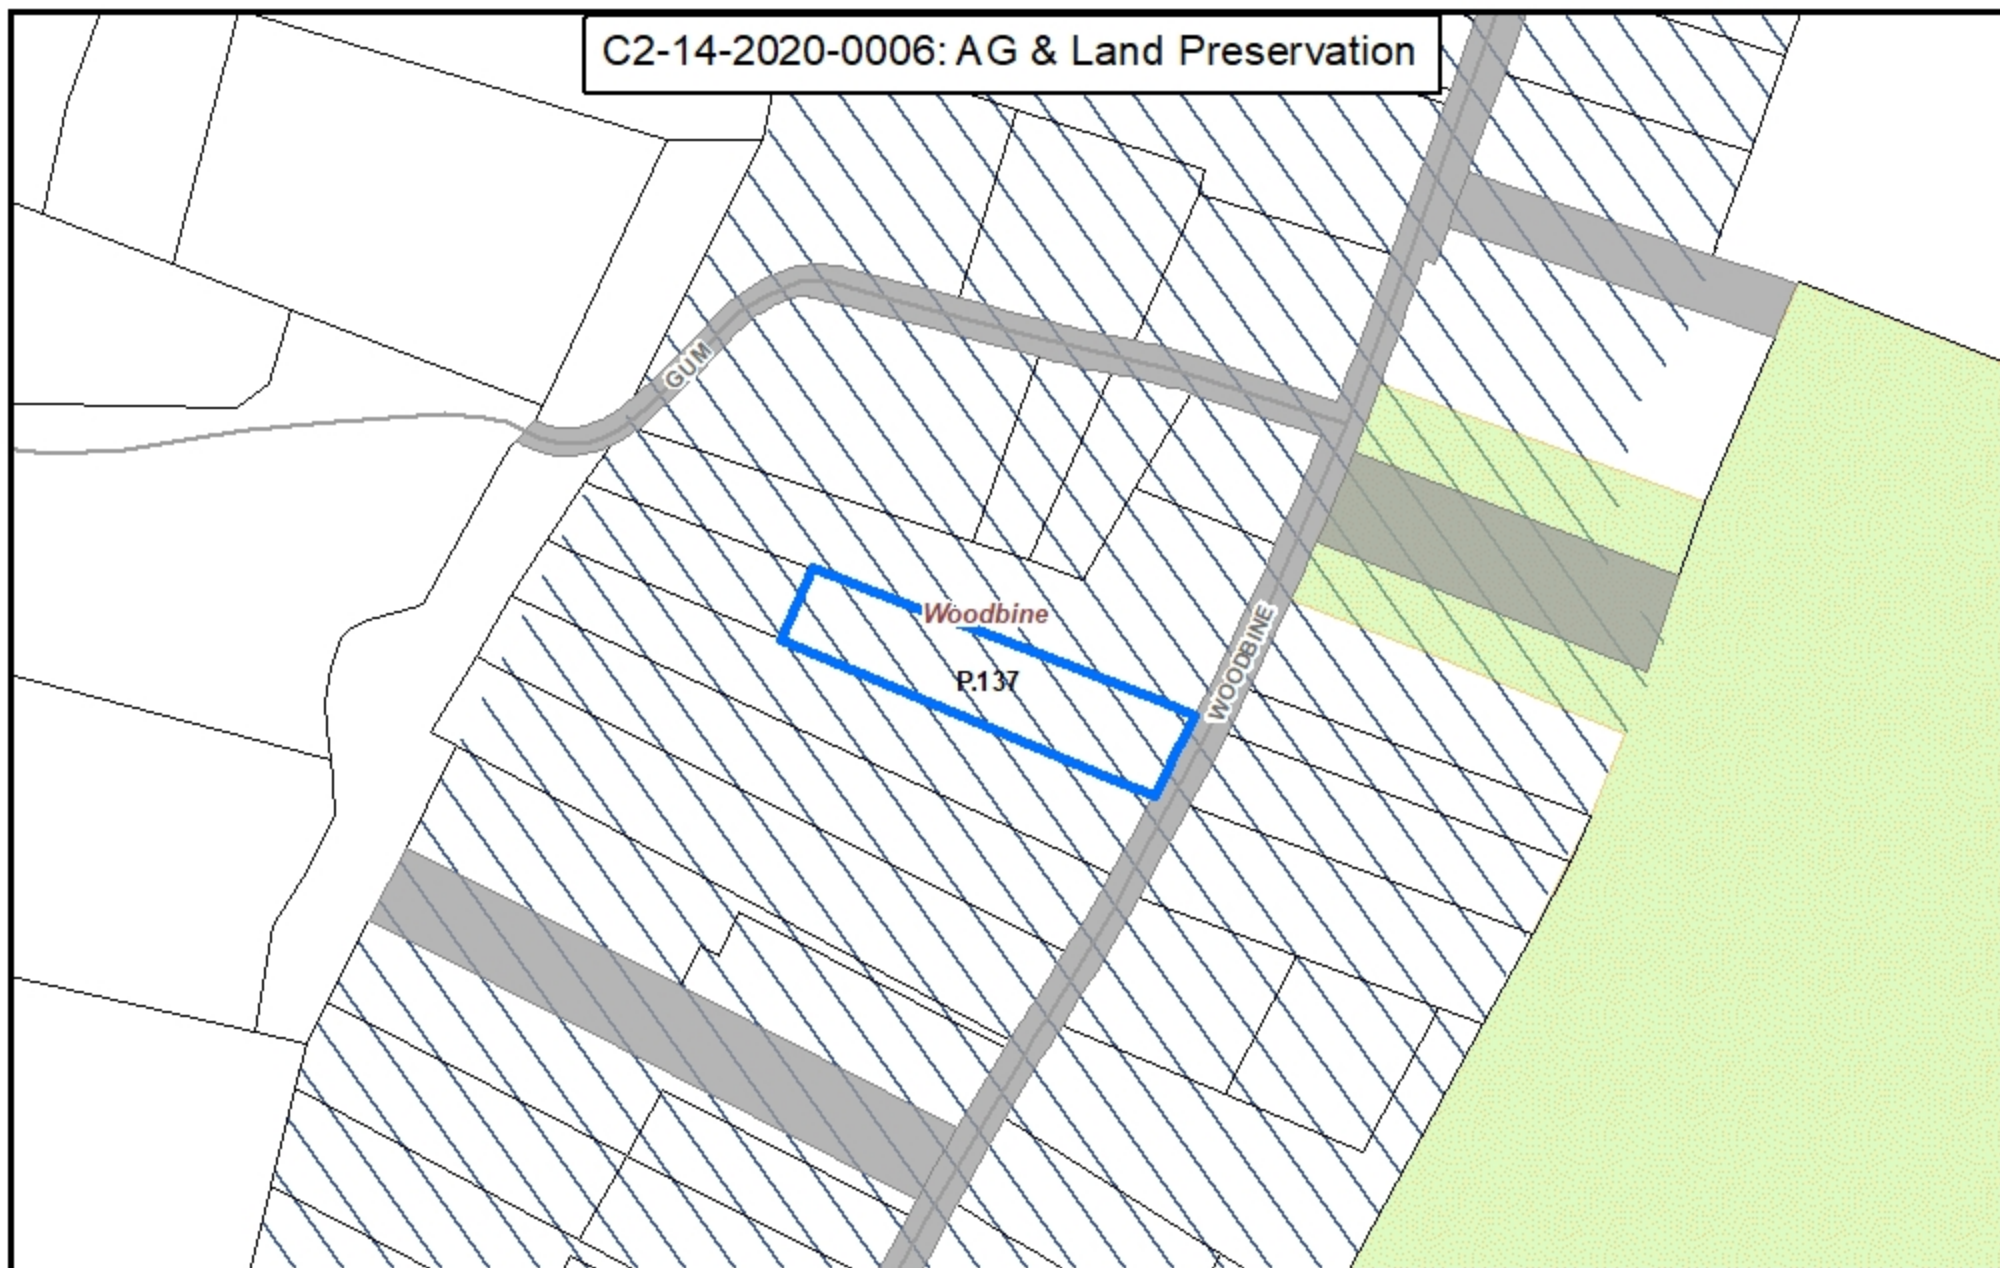 C2-14-2020-0006: AG & Land Preservation
GUM
Woodbine
WOODBINE
P.137